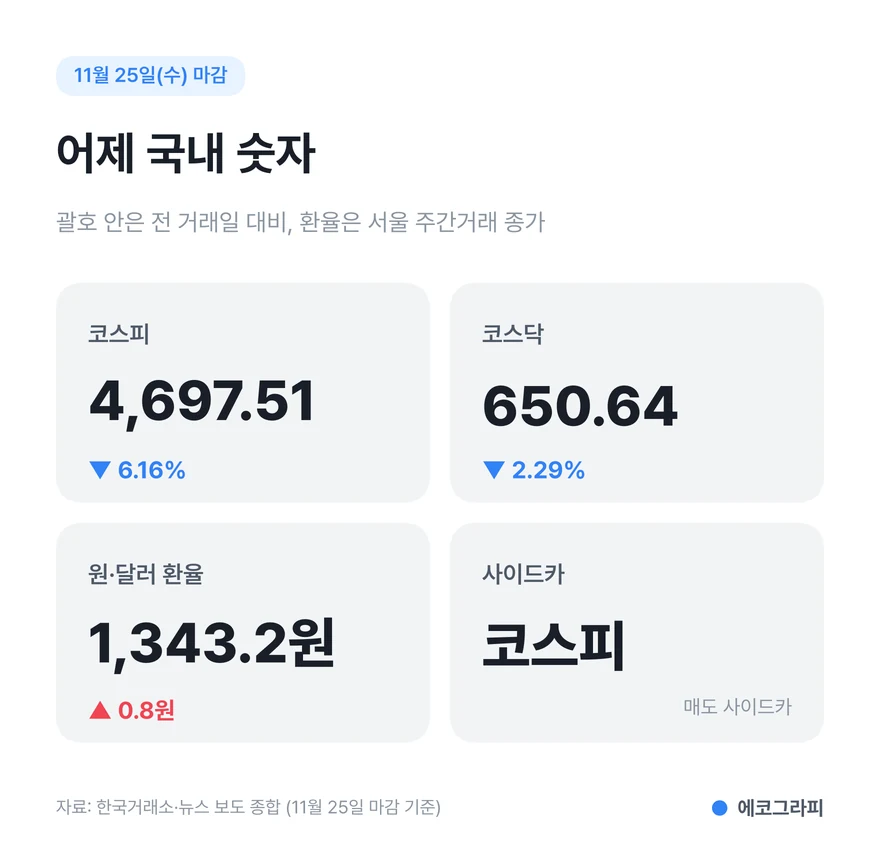 11월 25일(수) 마감
어제 국내 숫자
괄호 안은 전 거래일 대비, 환율은 서울 주간거래 종가
코스피
4,697.51
▼ 6.16%
코스닥
650.64
▼ 2.29%
원·달러 환율
1,343.2원
▲ 0.8원
사이드카
코스피
매도 사이드카
자료: 한국거래소·뉴스 보도 종합 (11월 25일 마감 기준)
에코그라피